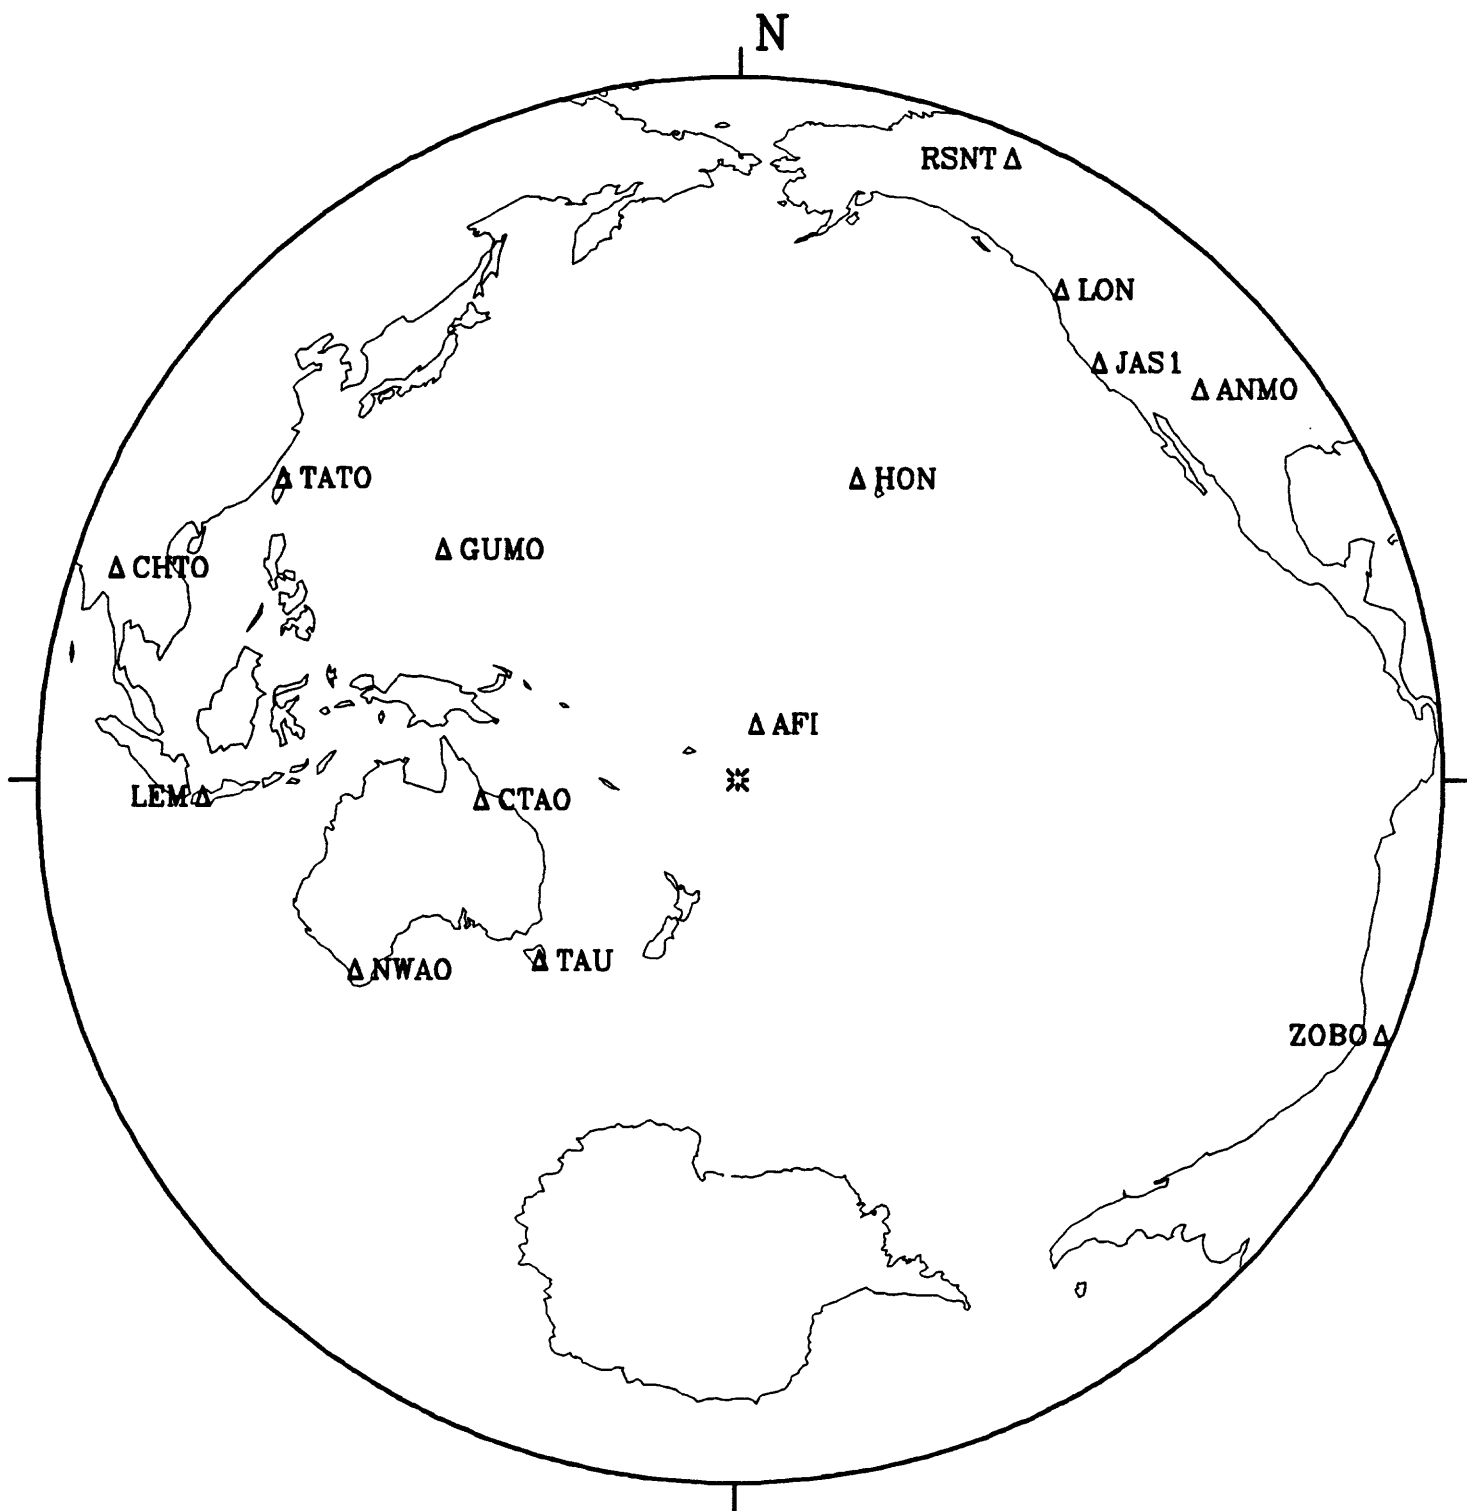 N
RSNT
LON
JAS1
ANMO
TATO
HON
GUMO
CHTO
AFI
LEM
CTAO
TAU
NWAO
ZOBO